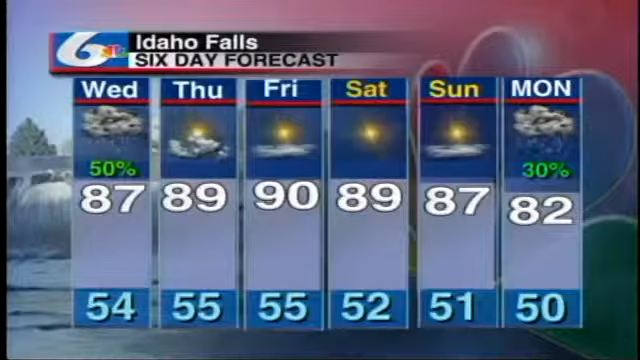 6
Idaho Falls
SIX DAY FORECAST
Wed Thu Fri Sat Sun MON
50% 30%
87 89 90 89 87 82
54 55 55 52 51 50